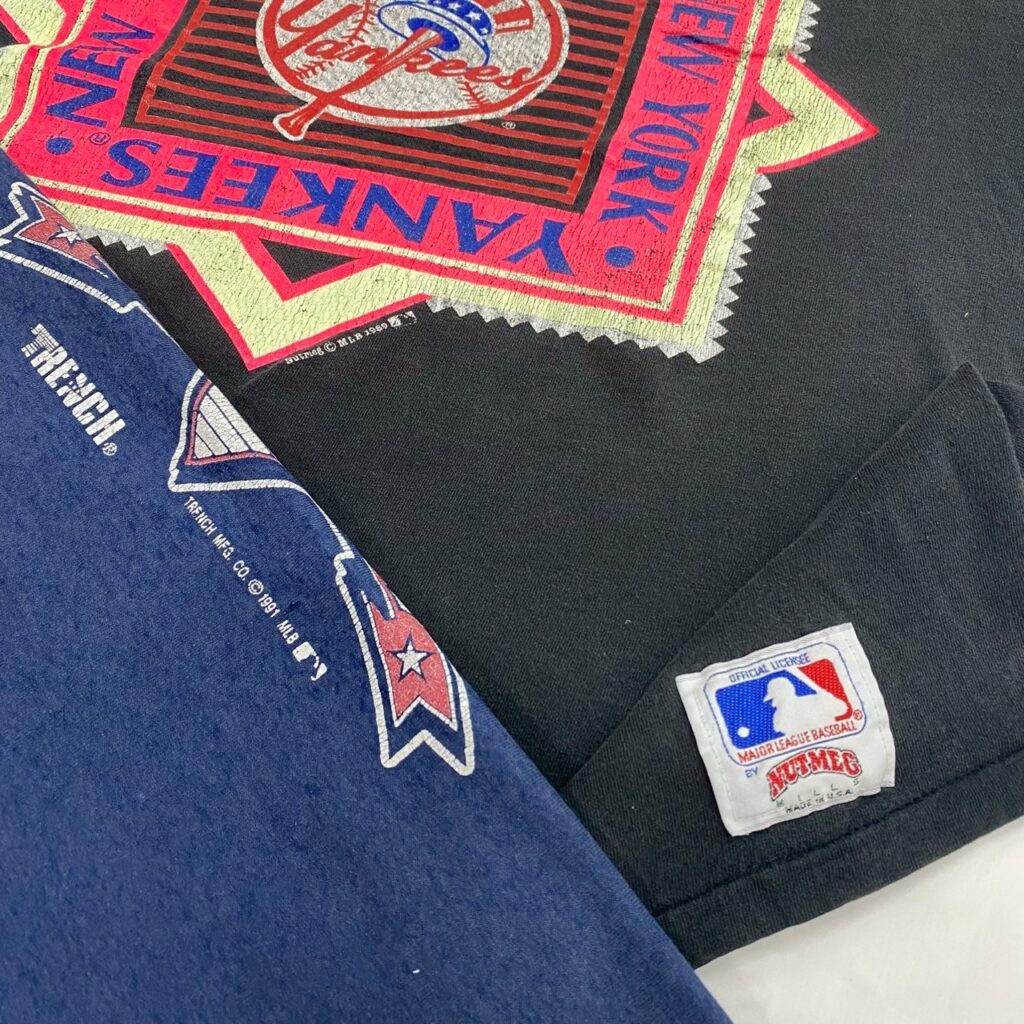 Yankees
NEW
YANKEES®
NEW YORK
YANKEES
®
Nutmeg © MLB 1989
TRENCH®
TRENCH MFG. CO. © 1991 MLB
OFFICIAL LICENSEE
MAJOR LEAGUE BASEBALL®
BY
NUTMEG
MILLS
MADE IN U.S.A.